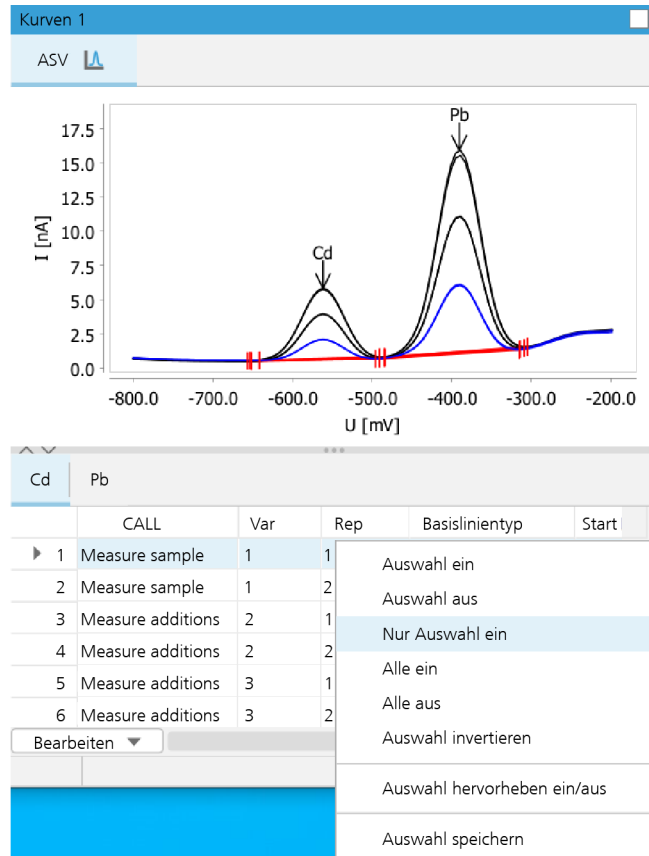 Kurven 1
ASV
Pb
Cd
I [nA]
17.5
15.0
12.5
10.0
7.5
5.0
2.5
0.0
-800.0 -700.0 -600.0 -500.0 -400.0 -300.0 -200.0
U [mV]
Cd Pb
CALL Var Rep Basislinientyp Start
1 Measure sample 1 1
2 Measure sample 1 2
3 Measure additions 2 1
4 Measure additions 2 2
5 Measure additions 3 1
6 Measure additions 3 2
Bearbeiten
Auswahl ein
Auswahl aus
Nur Auswahl ein
Alle ein
Alle aus
Auswahl invertieren
Auswahl hervorheben ein/aus
Auswahl speichern